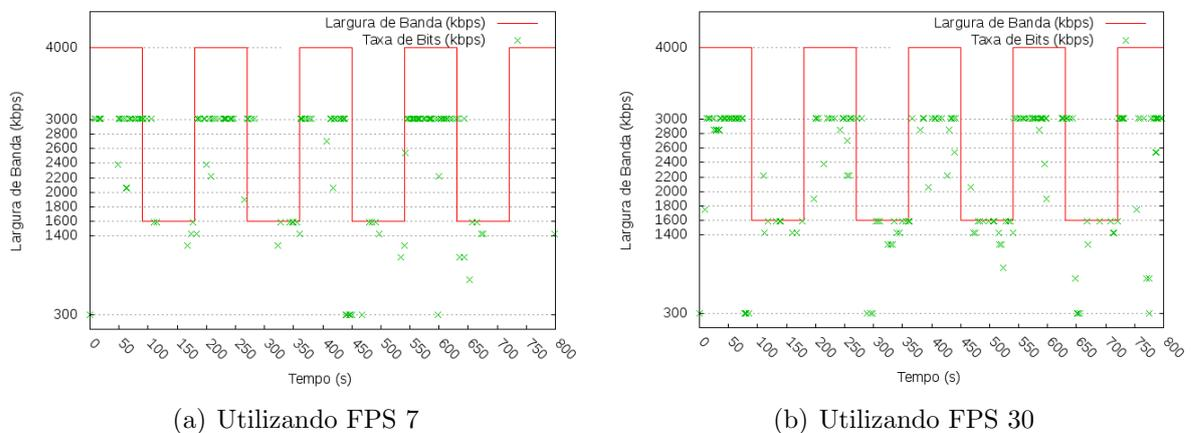 Largura de Banda (kbps)
Taxa de Bits (kbps)
4000
3000
2800
2600
2400
2200
2000
1800
1600
1400
300
Largura de Banda (kbps)
0 50 100 150 200 250 300 350 400 450 500 550 600 650 700 750 800
Tempo (s)
(a) Utilizando FPS 7
Largura de Banda (kbps)
Taxa de Bits (kbps)
4000
3000
2800
2600
2400
2200
2000
1800
1600
1400
300
Largura de Banda (kbps)
0 50 100 150 200 250 300 350 400 450 500 550 600 650 700 750 800
Tempo (s)
(b) Utilizando FPS 30